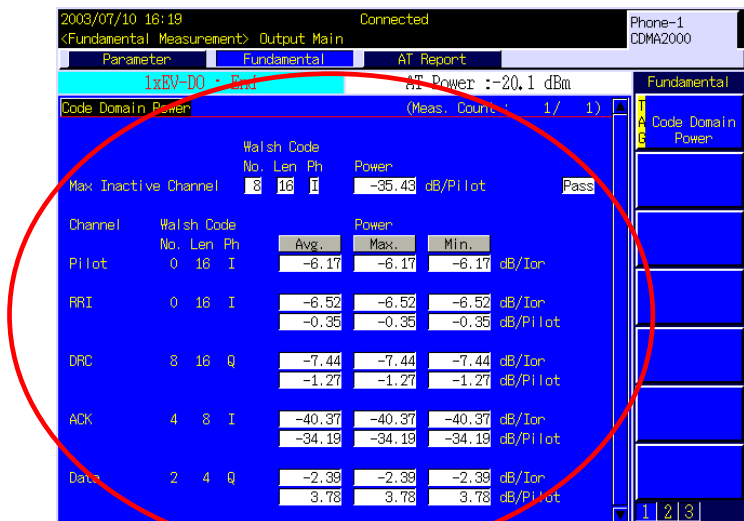 2003/07/10 16:19 Connected Phone-1
<Fundamental Measurement> Output Main CDMA2000
Parameter Fundamental AT Report
1xEV-DO : End AT Power :-20.1 dBm Fundamental
Code Domain Power (Meas. Count : 1/ 1)
TAG Code Domain Power
Walsh Code
No. Len Ph Power
Max Inactive Channel 8 16 I -35.43 dB/Pilot Pass
Channel Walsh Code Power
No. Len Ph Avg. Max. Min.
Pilot 0 16 I -6.17 -6.17 -6.17 dB/Ior
RRI 0 16 I -6.52 -6.52 -6.52 dB/Ior
-0.35 -0.35 -0.35 dB/Pilot
DRC 8 16 Q -7.44 -7.44 -7.44 dB/Ior
-1.27 -1.27 -1.27 dB/Pilot
ACK 4 8 I -40.37 -40.37 -40.37 dB/Ior
-34.19 -34.19 -34.19 dB/Pilot
Data 2 4 Q -2.39 -2.39 -2.39 dB/Ior
3.78 3.78 3.78 dB/Pilot
1 2 3